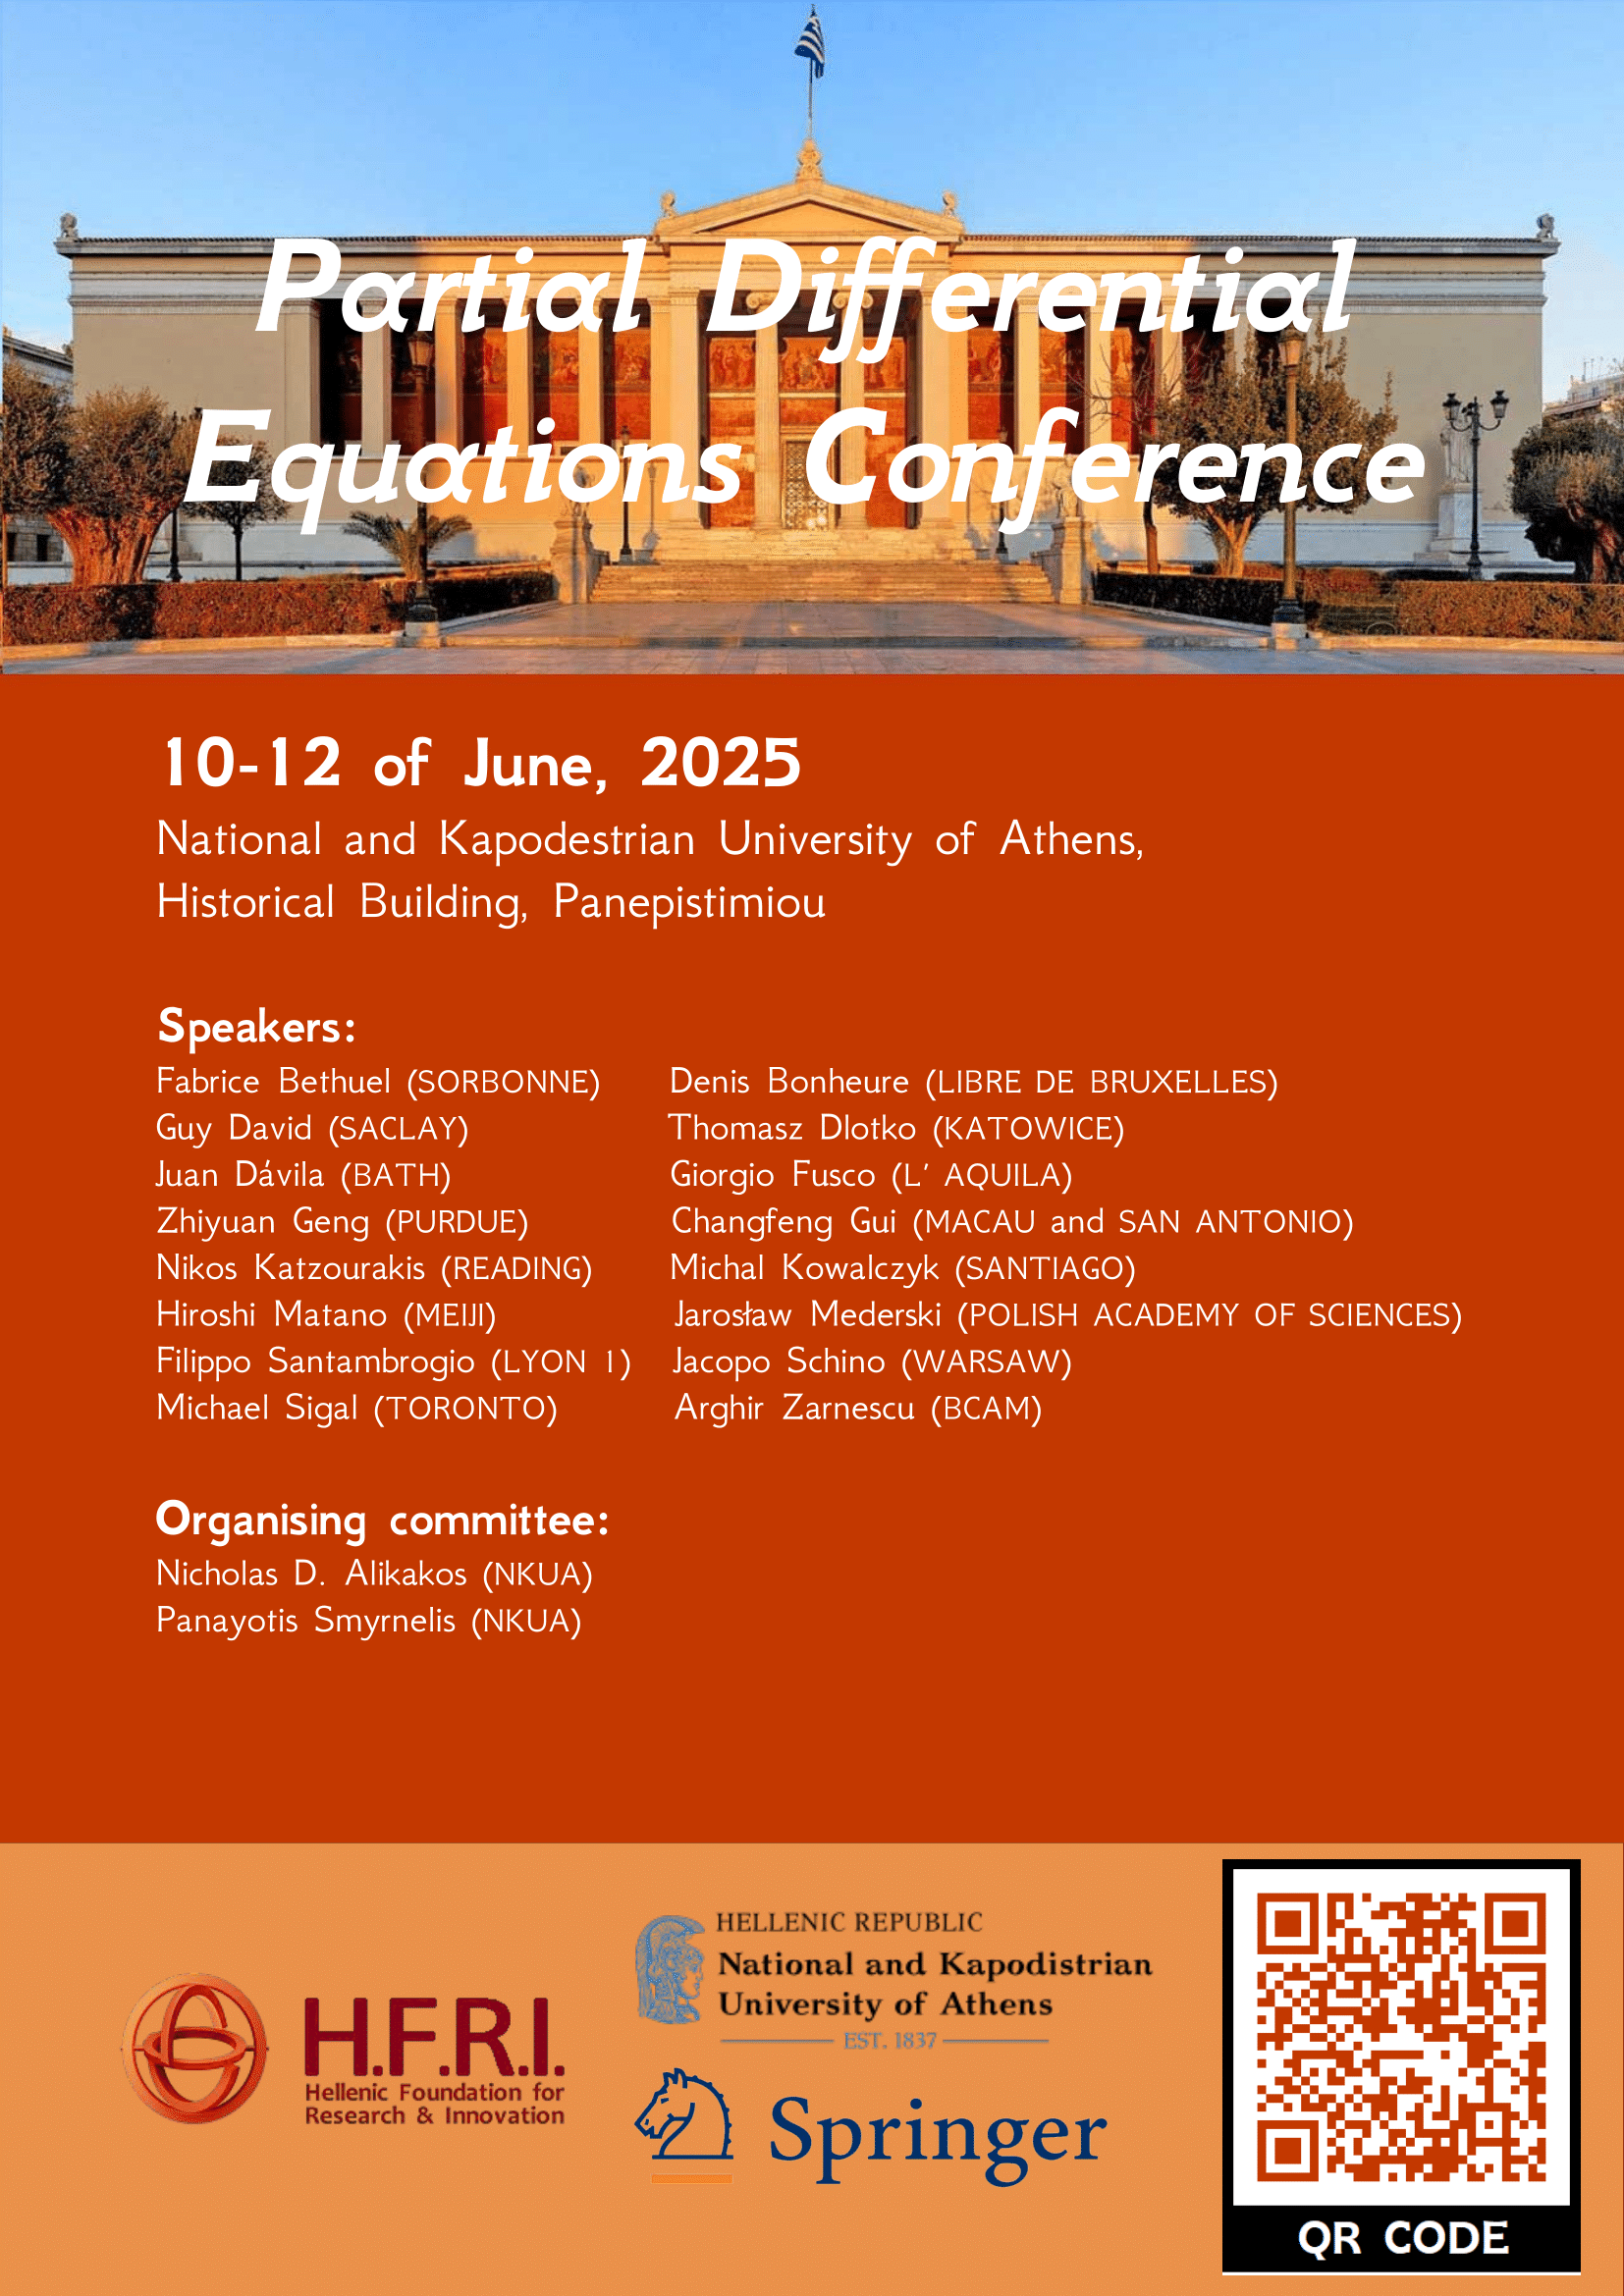 Partial Differential
Equations Conference
10-12 of June, 2025
National and Kapodestrian University of Athens,
Historical Building, Panepistimiou
Speakers:
Fabrice Bethuel (SORBONNE)
Guy David (SACLAY)
Juan Dávila (BATH)
Zhiyuan Geng (PURDUE)
Nikos Katzourakis (READING)
Hiroshi Matano (MEIJI)
Filippo Santambrogio (LYON 1)
Michael Sigal (TORONTO)
Denis Bonheure (LIBRE DE BRUXELLES)
Thomasz Dlotko (KATOWICE)
Giorgio Fusco (L' AQUILA)
Changfeng Gui (MACAU and SAN ANTONIO)
Michal Kowalczyk (SANTIAGO)
Jarosław Mederski (POLISH ACADEMY OF SCIENCES)
Jacopo Schino (WARSAW)
Arghir Zarnescu (BCAM)
Organising committee:
Nicholas D. Alikakos (NKUA)
Panayotis Smyrnelis (NKUA)
H.F.R.I.
Hellenic Foundation for
Research & Innovation
HELLENIC REPUBLIC
National and Kapodistrian
University of Athens
EST. 1837
Springer
QR CODE